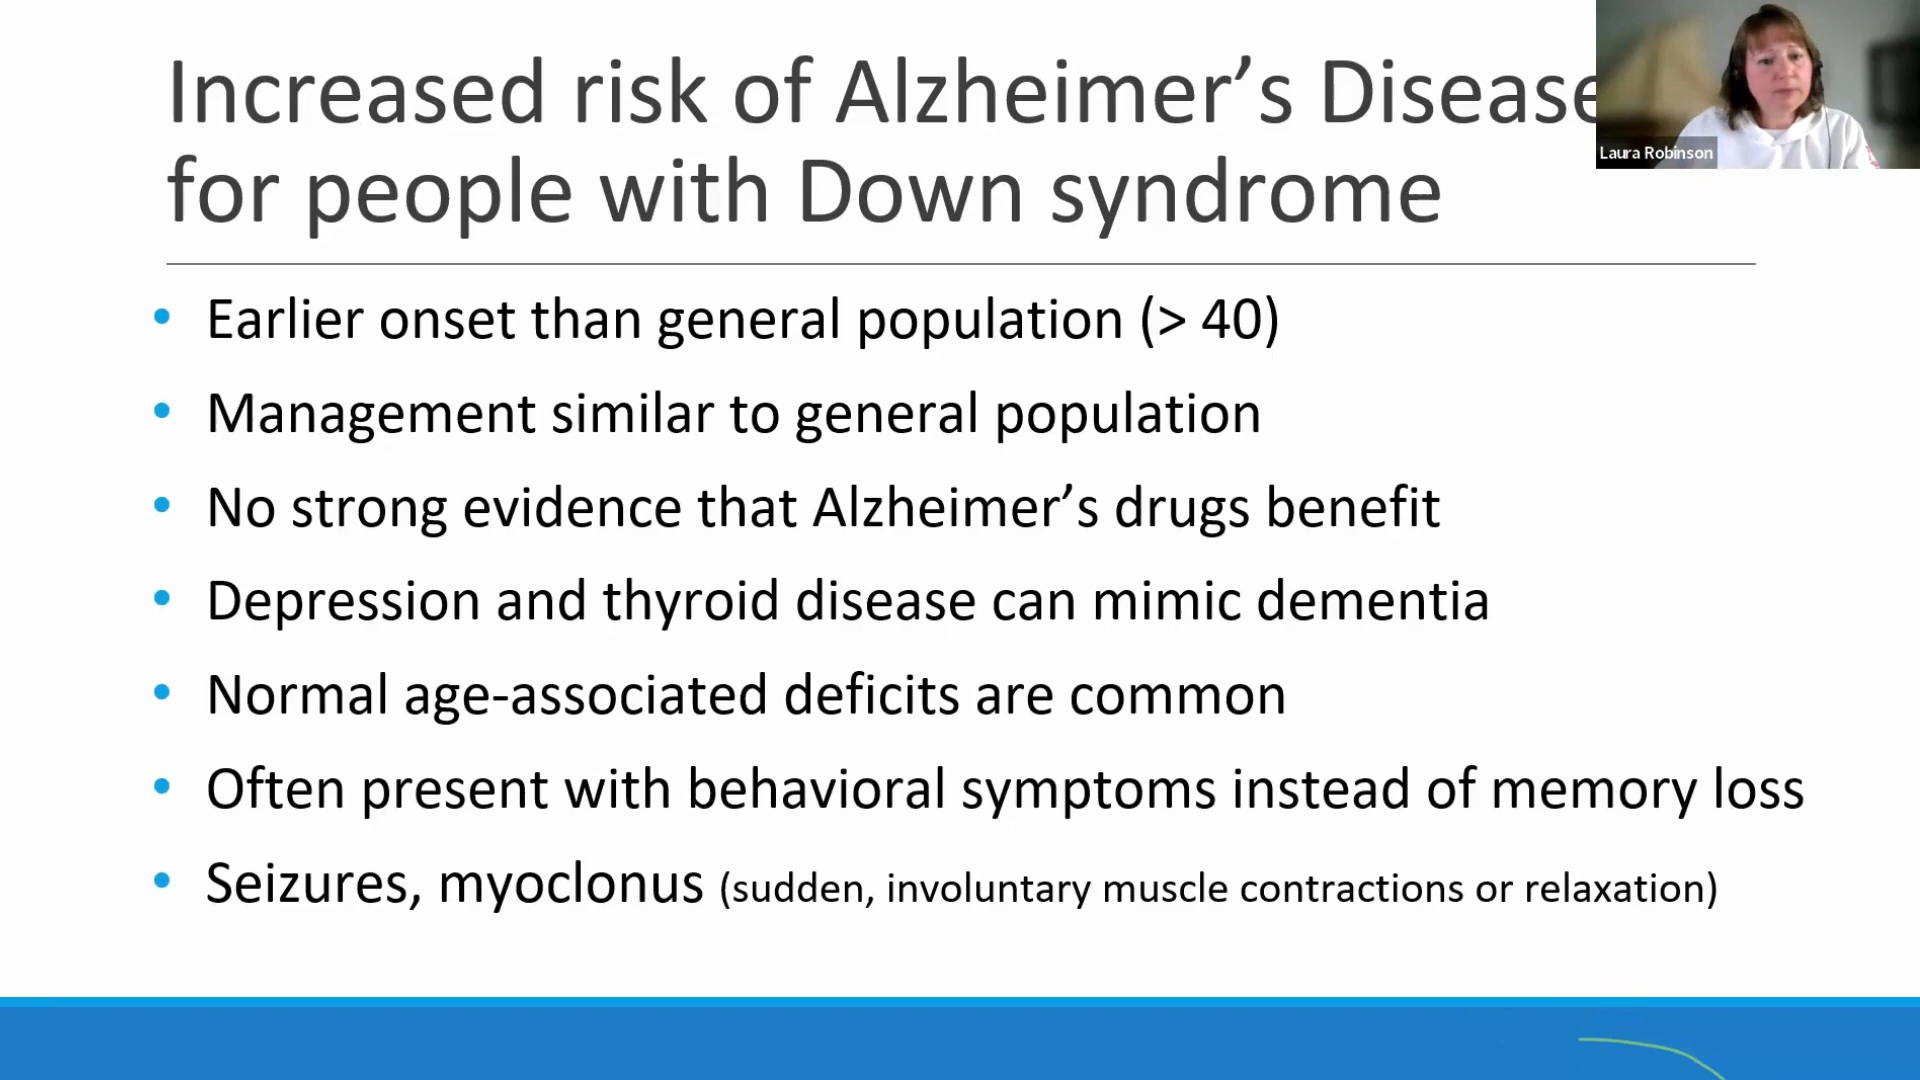 Increased risk of Alzheimer’s Disease
for people with Down syndrome
Laura Robinson
• Earlier onset than general population (> 40)
• Management similar to general population
• No strong evidence that Alzheimer’s drugs benefit
• Depression and thyroid disease can mimic dementia
• Normal age-associated deficits are common
• Often present with behavioral symptoms instead of memory loss
• Seizures, myoclonus (sudden, involuntary muscle contractions or relaxation)